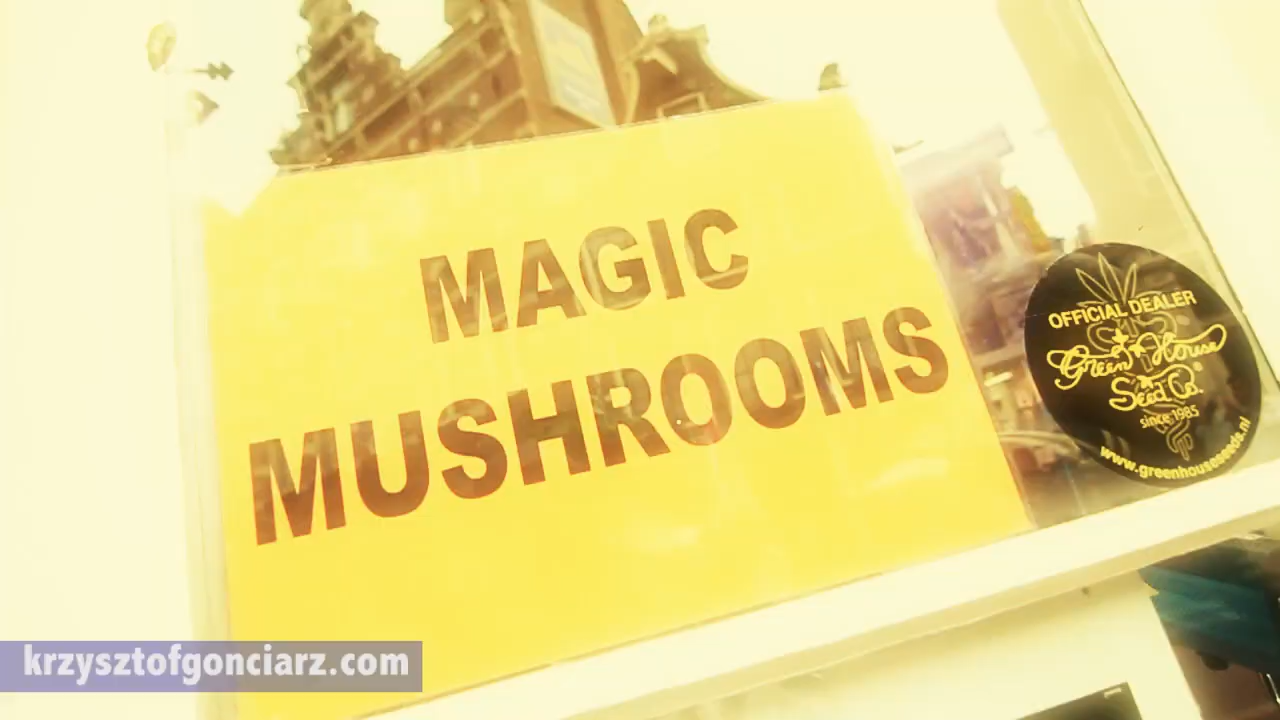 MAGIC
MUSHROOMS
OFFICIAL DEALER
Green House
Seed Co.®
since 1985
www.greenhouseseeds.nl
krzysztofgonciarz.com